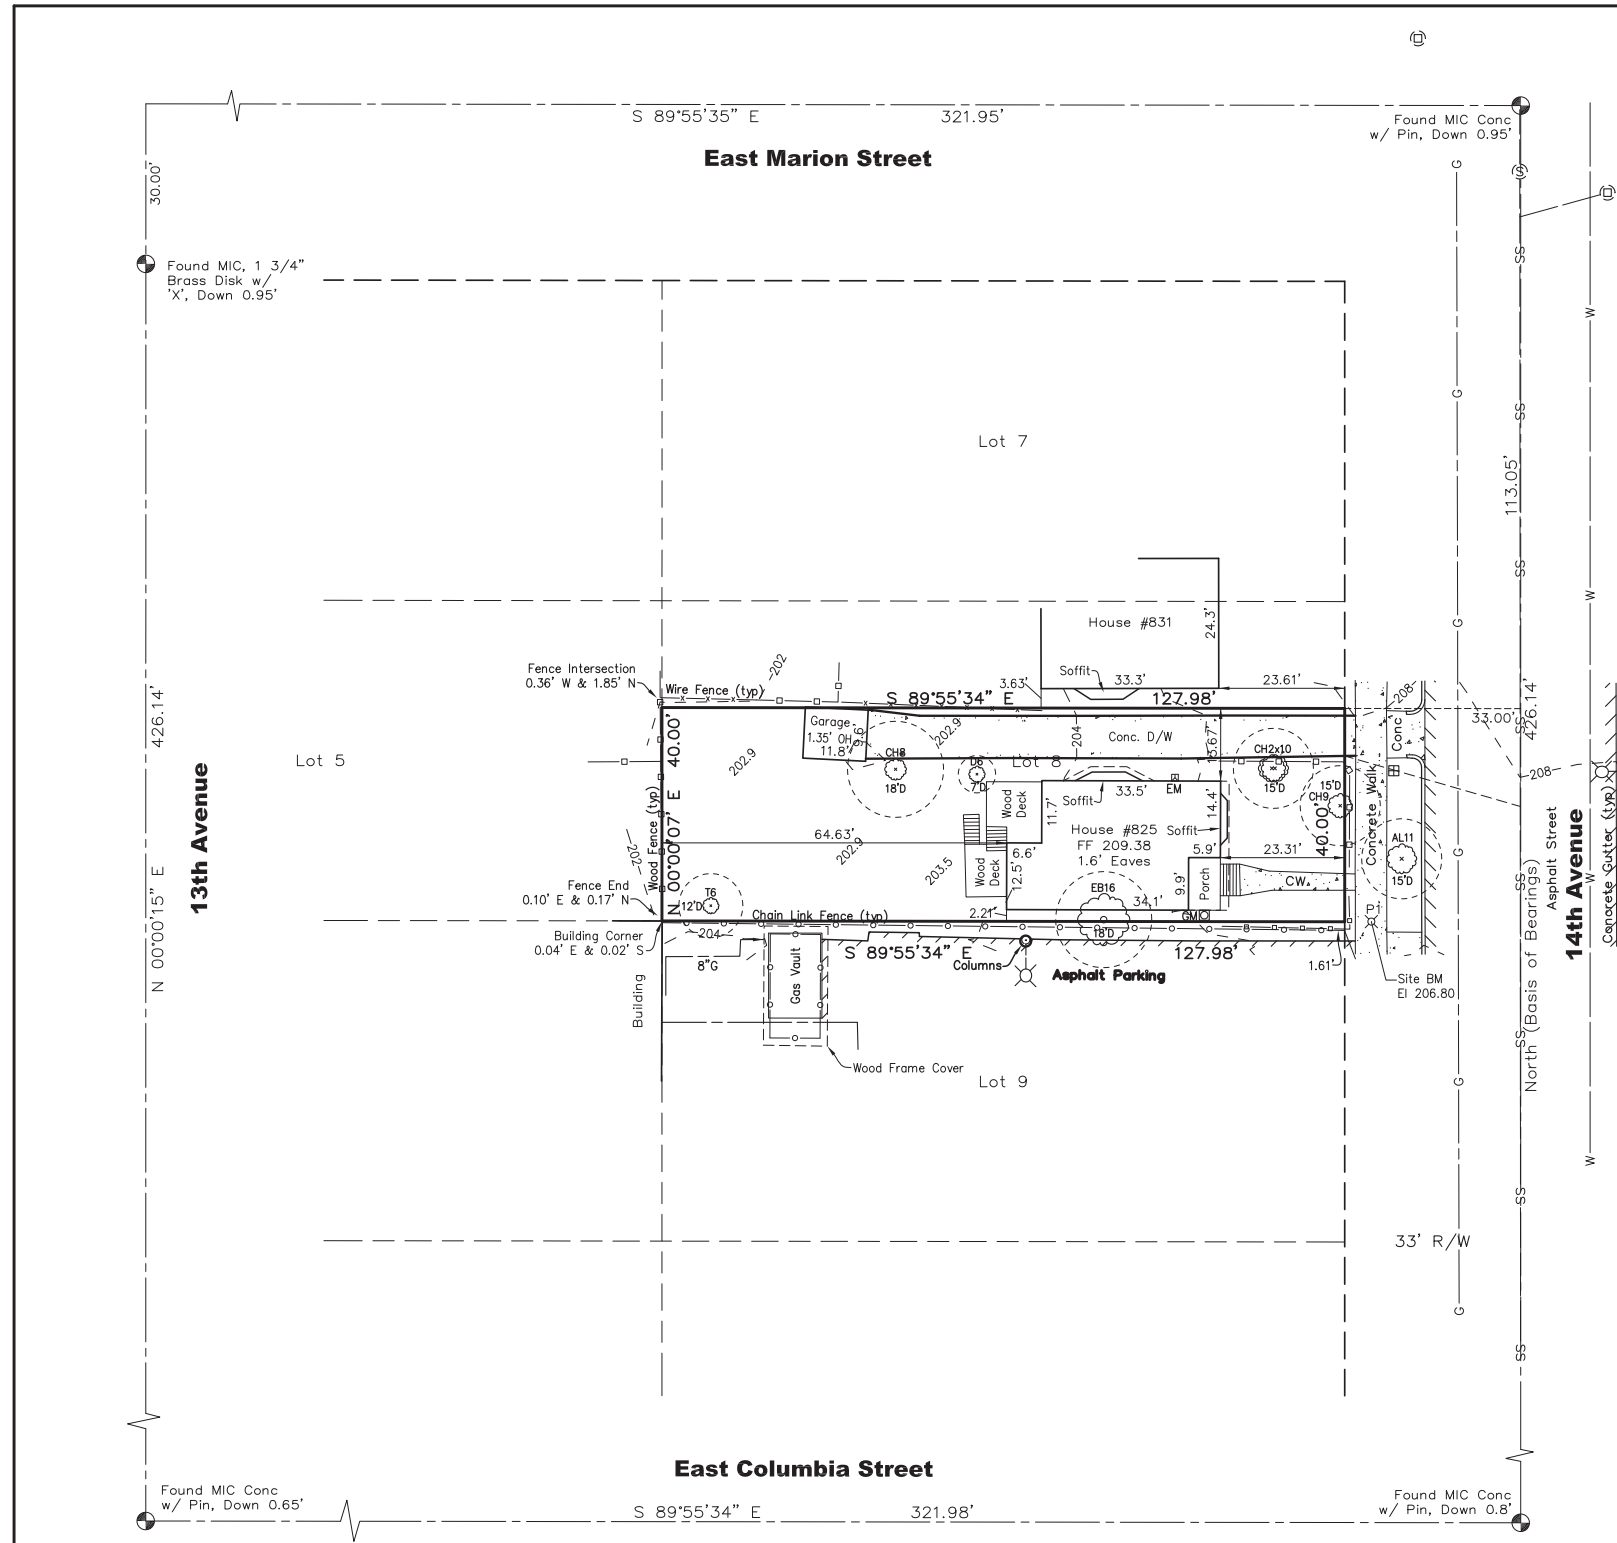 S 89°55'35" E 321.95'
Found MIC Conc
w/ Pin, Down 0.95'
East Marion Street
30.00'
Found MIC, 1 3/4"
Brass Disk w/
'X', Down 0.95'
G
S
W
SS
Lot 7
113.05'
House #831
24.3'
Soffit
33.3'
23.61'
3.63'
Fence Intersection
0.36' W & 1.85' N
Wire Fence (typ)
202
S 89°55'34" E 127.98'
208
33.00'
426.14'
426.14'
Garage
1.35' OH
11.8'
9.6'
202.9
204
Conc. D/W
15.67'
Conc
CH8
18'D
D6
7'D
Lot 8
CH2x10
15'D
15'D
CH9
208
Lot 5
202.9
40.00'
N 00°00'07" E
Wood Fence (typ)
Wood
Deck
11.7'
Soffit
33.5'
EM
14.4'
House #825
FF 209.38
1.6' Eaves
Soffit
64.63'
202.9
6.6'
5.9'
23.31'
40.00'
Concrete Walk
AL11
15'D
203.5
Wood
Deck
12.5'
EB16
18'D
34.1'
9.9'
Porch
CW
GM
P1
202
Fence End
0.10' E & 0.17' N
T6
12'D
Chain Link Fence (typ)
2.21'
204
Building Corner
0.04' E & 0.02' S
8"G
Gas Vault
S 89°55'34" E 127.98'
Columns
Asphalt Parking
1.61'
Site BM
El 206.80
Building
Wood Frame Cover
Lot 9
13th Avenue
N 00°00'15" E
North (Basis of Bearings)
Asphalt Street
14th Avenue
Concrete Gutter (typ)
33' R/W
East Columbia Street
Found MIC Conc
w/ Pin, Down 0.65'
S 89°55'34" E 321.98'
Found MIC Conc
w/ Pin, Down 0.8'